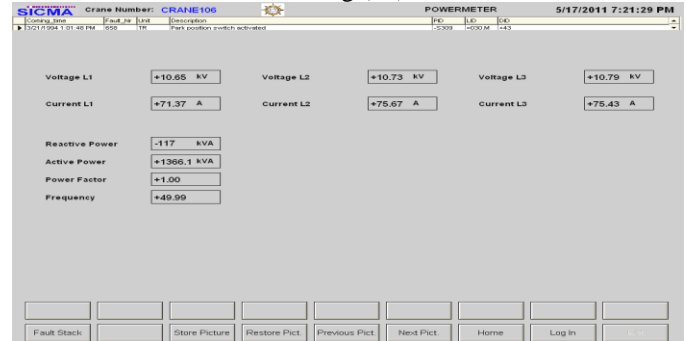 SICMA Crane Number: CRANE106 POWERMETER 5/17/2011 7:21:29 PM
Coming_time Fault_Nr Unit Description PID LID DID
3/21/1994 1:01:48 PM 858 TR Park position switch activated -S309 =030.M +43
Voltage L1 +10.65 kV Voltage L2 +10.73 kV Voltage L3 +10.79 kV
Current L1 +71.37 A Current L2 +75.67 A Current L3 +75.43 A
Reactive Power -117 kVA
Active Power +1366.1 kVA
Power Factor +1.00
Frequency +49.99
Fault Stack Store Picture Restore Pict. Previous Pict. Next Pict. Home Log In